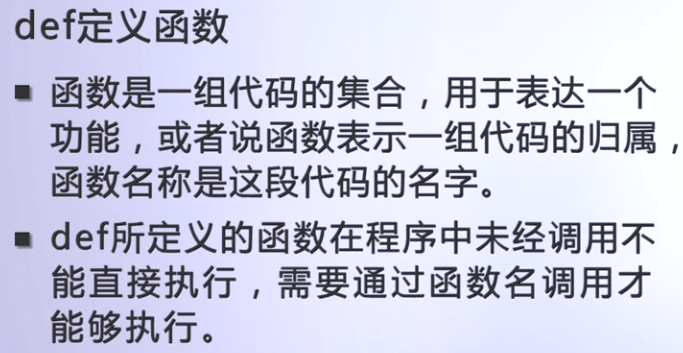 def定义函数
■ 函数是一组代码的集合，用于表达一个
功能，或者说函数表示一组代码的归属，
函数名称是这段代码的名字。
■ def所定义的函数在程序中未经调用不
能直接执行，需要通过函数名调用才
能够执行。